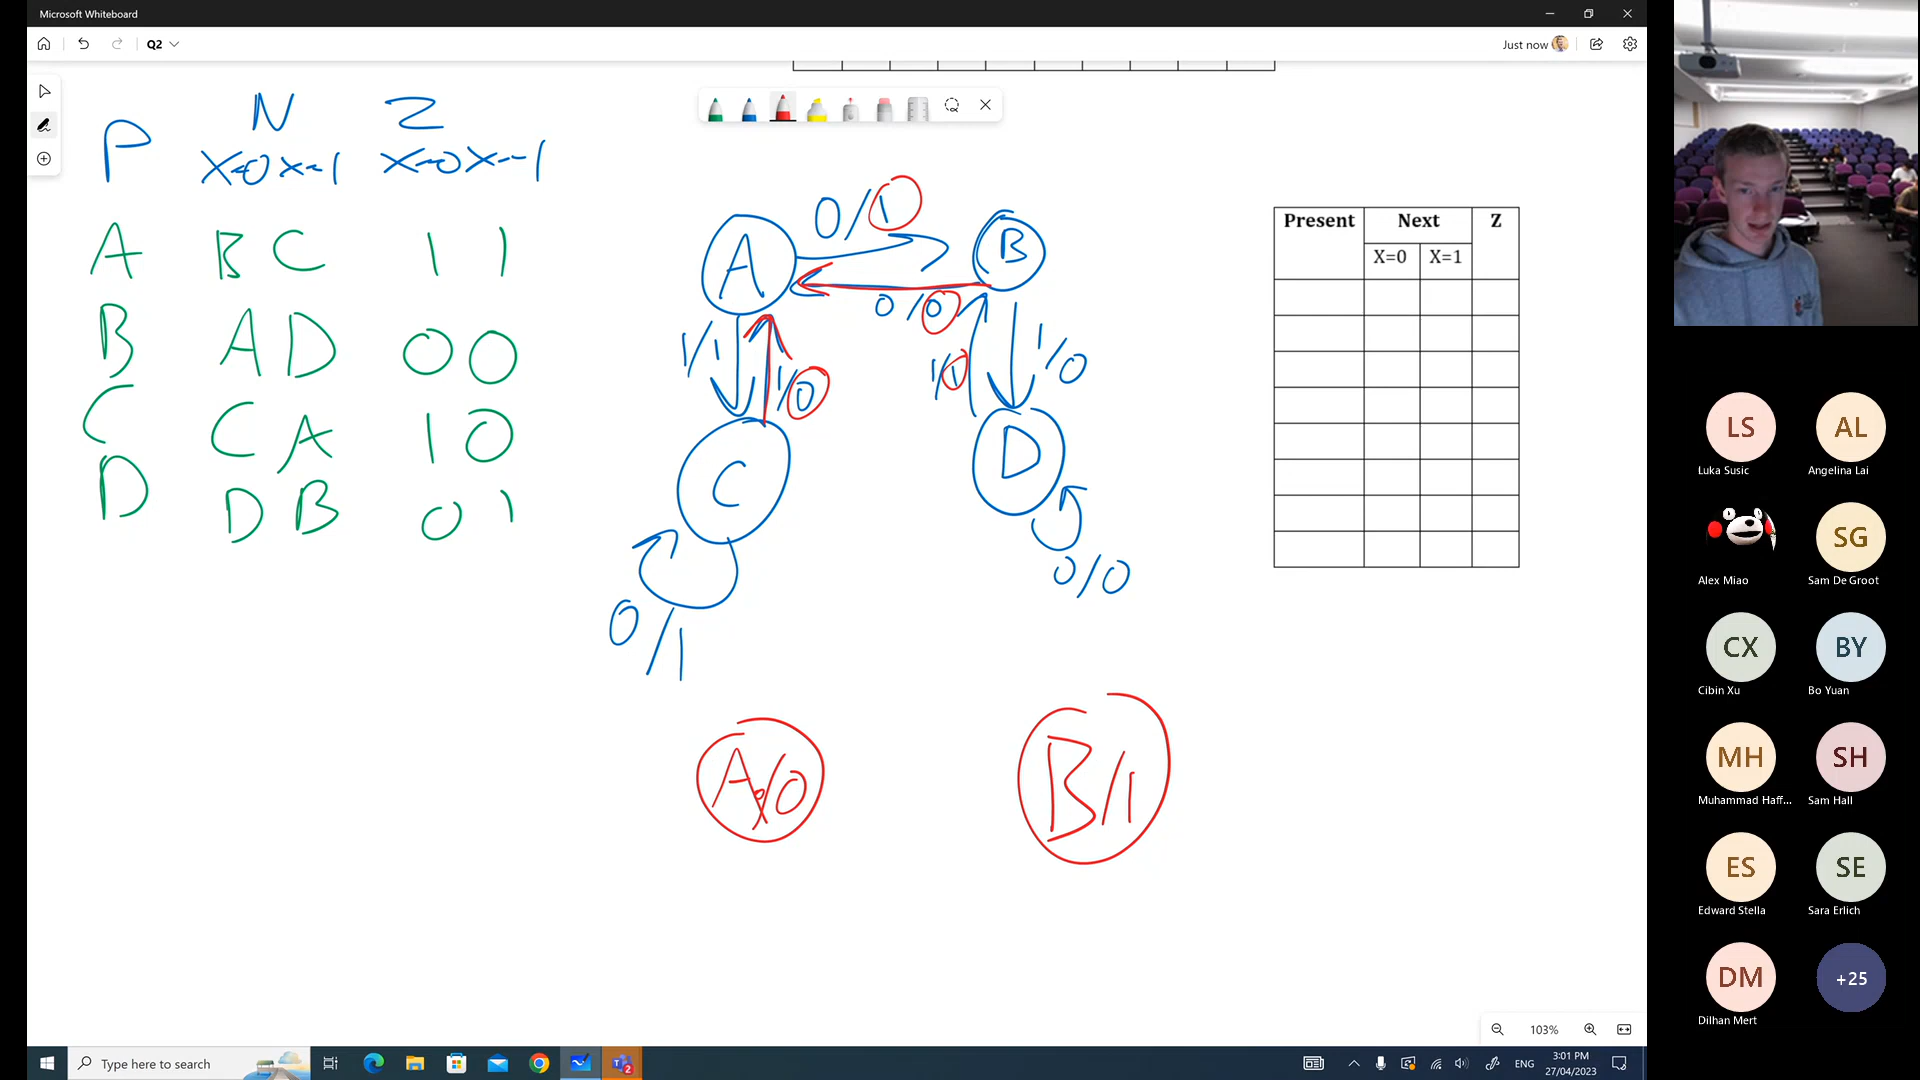 Microsoft Whiteboard
Q2
Just now
P N Z
X=0 X=1 X=0 X=1
A B C 1 1
B A D 0 0
C C A 1 0
D D B 0 1
0/1
A
B
0/0
1/1
1/0
1/1
1/0
C
D
0/1
0/0
A/0
B/1
Present Next Z
X=0 X=1
LS
Luka Susic
AL
Angelina Lai
Alex Miao
SG
Sam De Groot
CX
Cibin Xu
BY
Bo Yuan
MH
Muhammad Haff...
SH
Sam Hall
ES
Edward Stella
SE
Sara Erlich
DM
Dilhan Mert
+25
103%
Type here to search
2
ENG
3:01 PM
27/04/2023